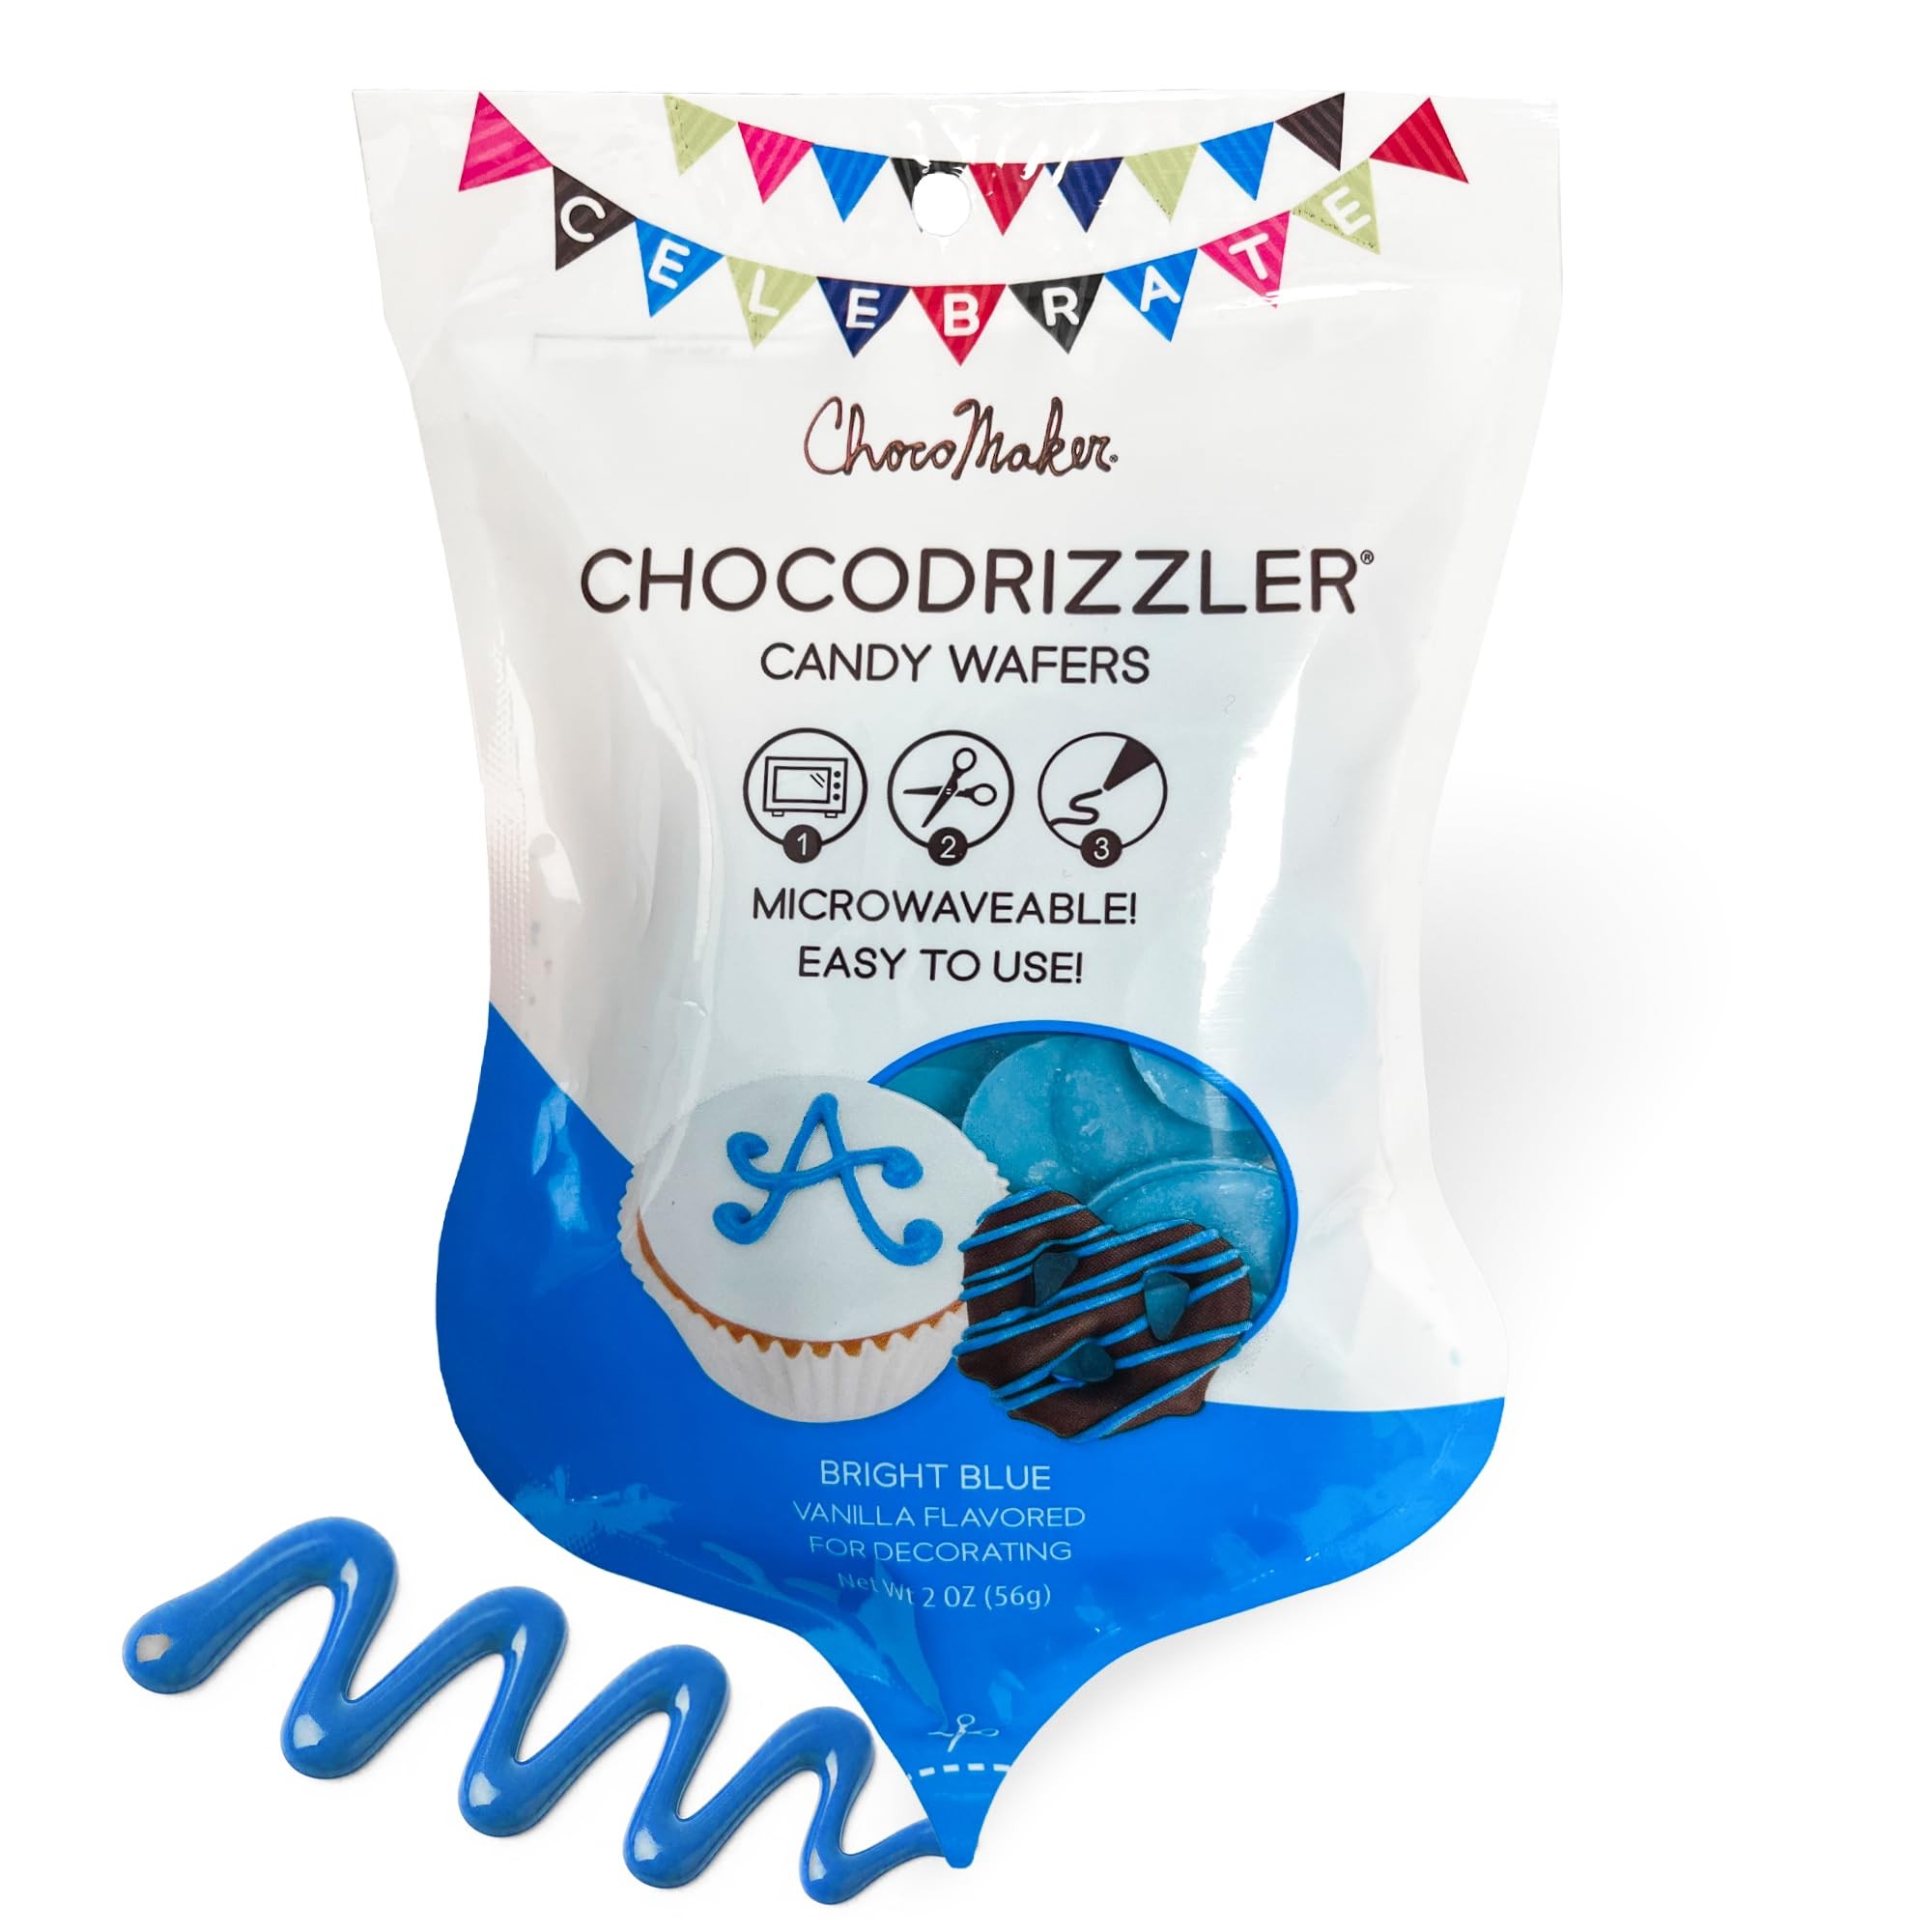 CELEBRATE
ChocoMaker®
CHOCODRIZZLER®
CANDY WAFERS
1 2 3
MICROWAVEABLE!
EASY TO USE!
A
BRIGHT BLUE
VANILLA FLAVORED
FOR DECORATING
Net Wt 2 OZ (56g)